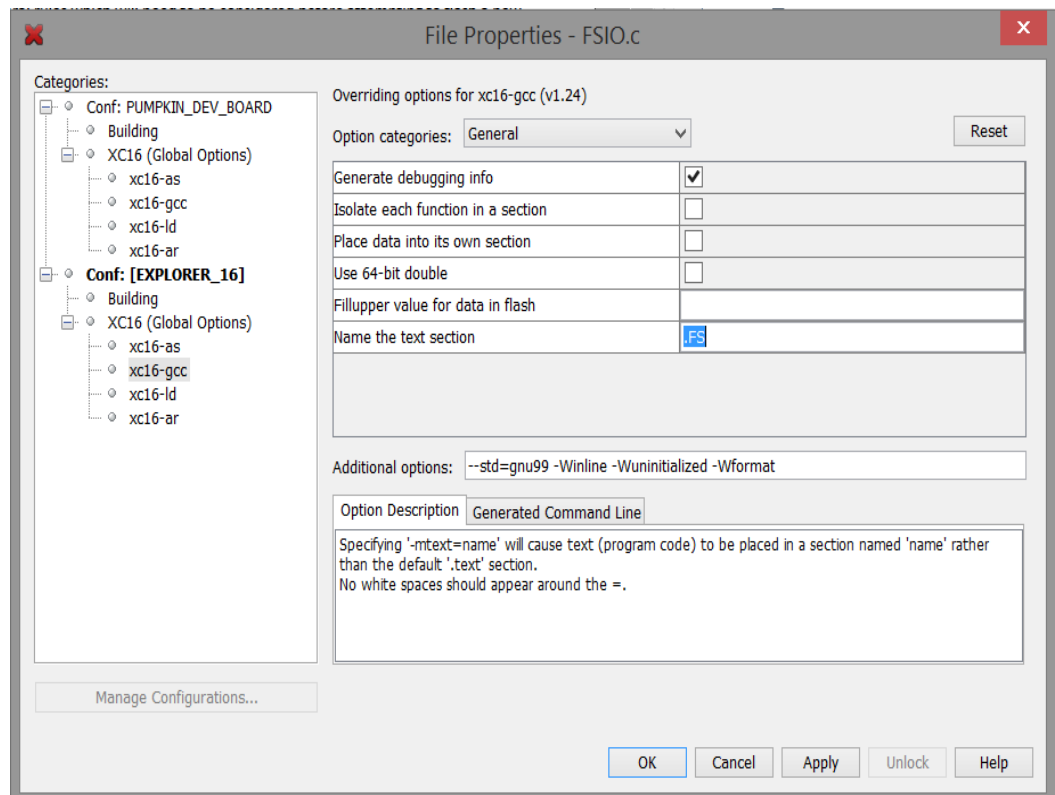 File Properties - FSIO.c
x
Categories:
Conf: PUMPKIN_DEV_BOARD
Building
XC16 (Global Options)
xc16-as
xc16-gcc
xc16-ld
xc16-ar
Conf: [EXPLORER_16]
Building
XC16 (Global Options)
xc16-as
xc16-gcc
xc16-ld
xc16-ar
Manage Configurations...
Overriding options for xc16-gcc (v1.24)
Option categories: General
Reset
Generate debugging info
Isolate each function in a section
Place data into its own section
Use 64-bit double
Fillupper value for data in flash
Name the text section .FS
Additional options: --std=gnu99 -Winline -Wuninitialized -Wformat
Option Description Generated Command Line
Specifying '-mtext=name' will cause text (program code) to be placed in a section named 'name' rather
than the default '.text' section.
No white spaces should appear around the =.
OK Cancel Apply Unlock Help